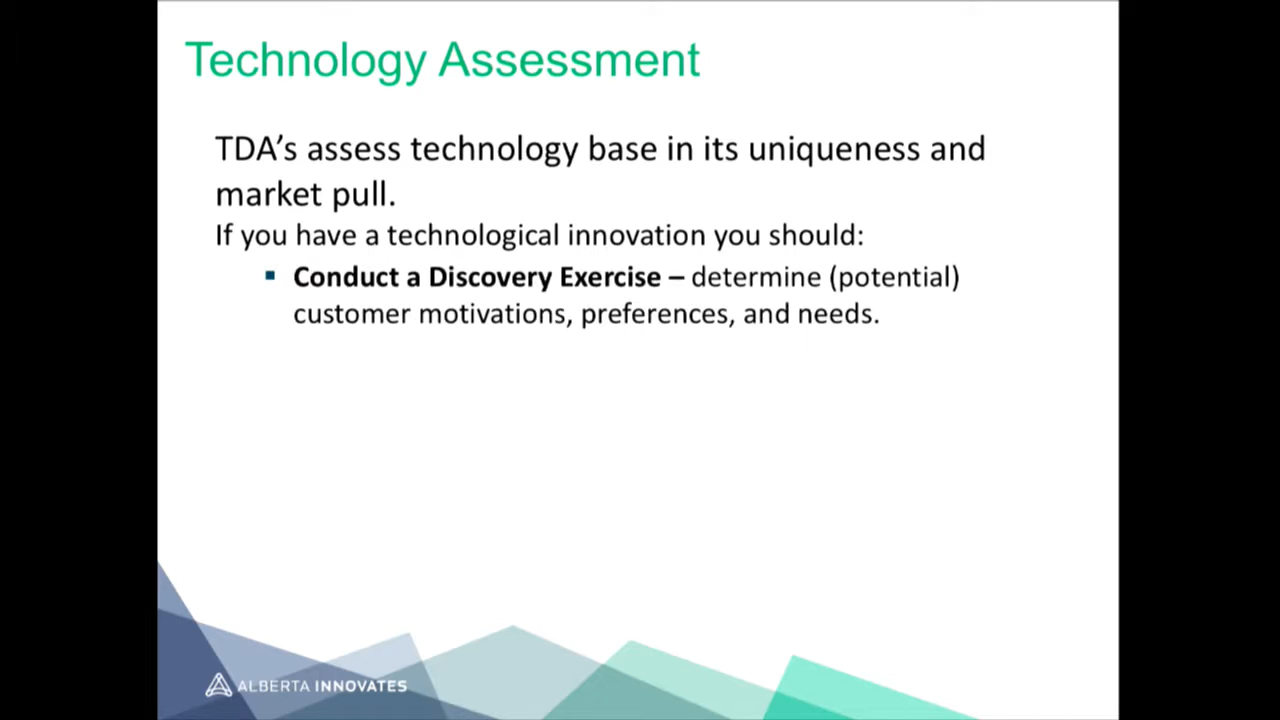 Technology Assessment
TDA’s assess technology base in its uniqueness and
market pull.
If you have a technological innovation you should:
▪ Conduct a Discovery Exercise – determine (potential)
customer motivations, preferences, and needs.
ALBERTA INNOVATES